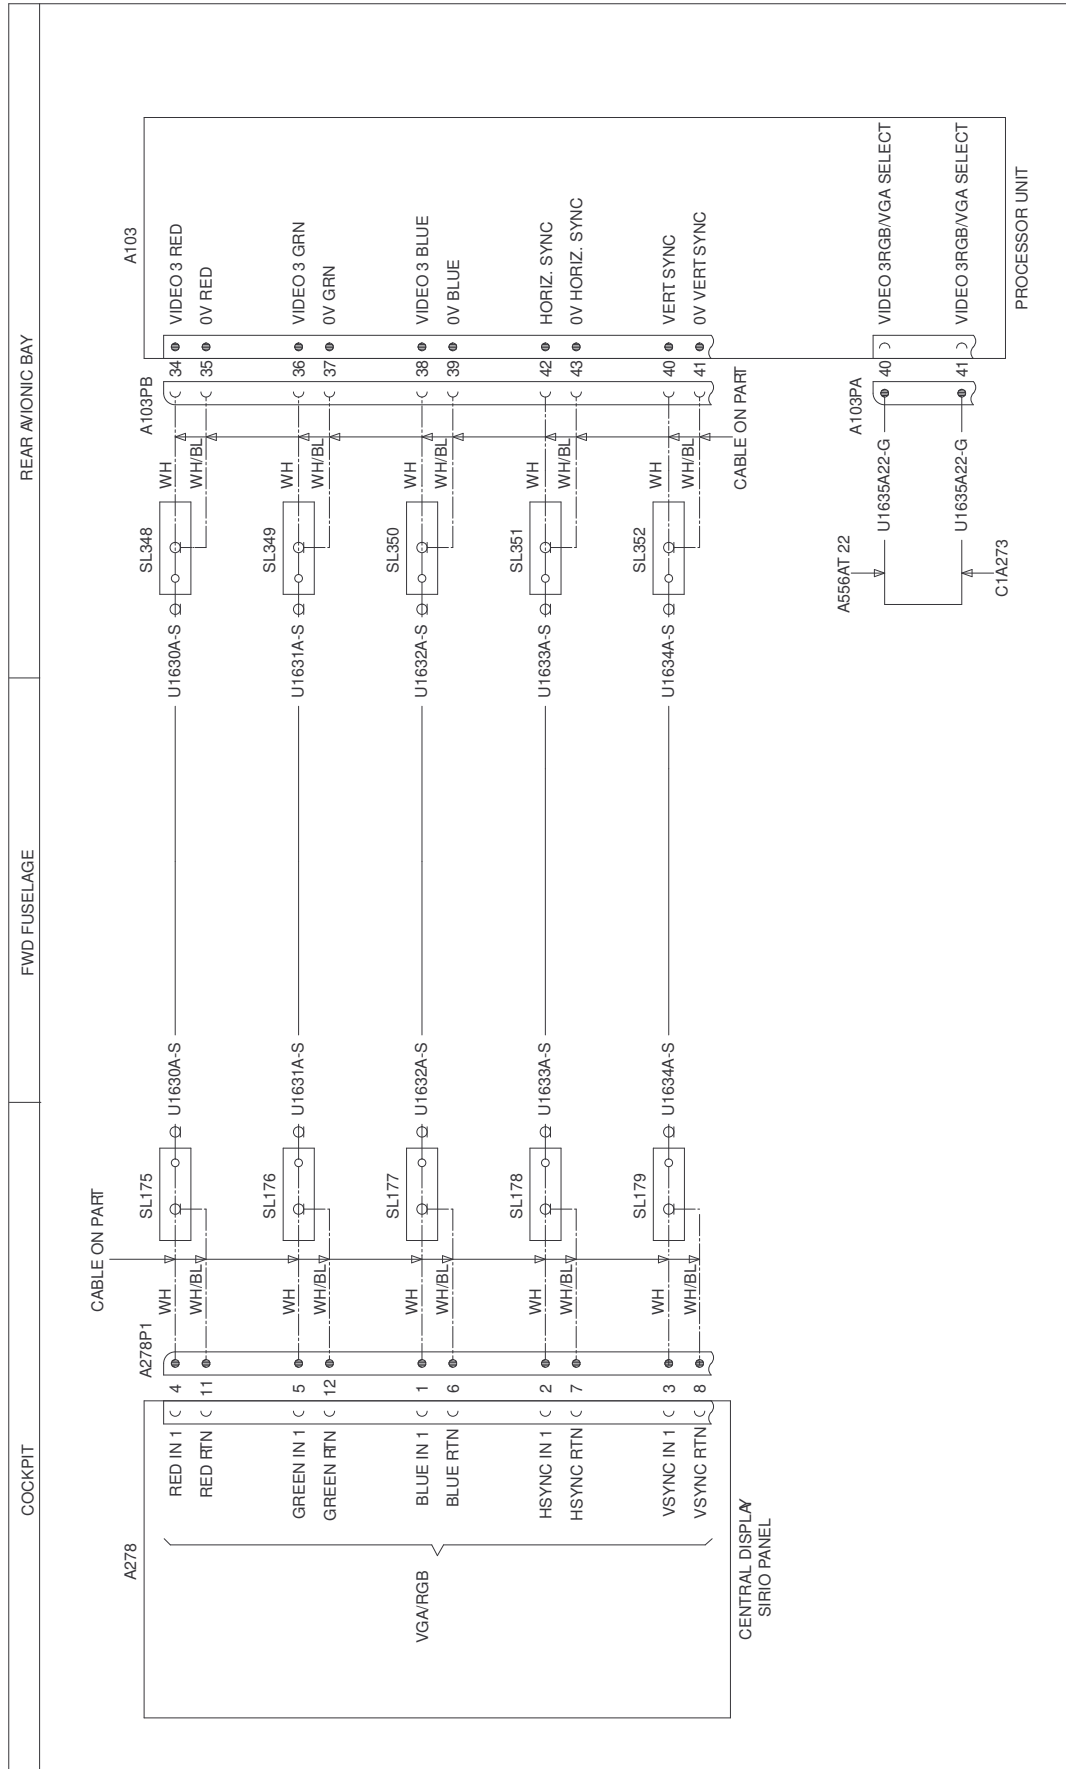 COCKPIT
FWD FUSELAGE
REAR AVIONIC BAY
A278
VGA/RGB
CENTRAL DISPLAY
SIRIO PANEL
RED IN 1
RED RTN
GREEN IN 1
GREEN RTN
BLUE IN 1
BLUE RTN
HSYNC IN 1
HSYNC RTN
VSYNC IN 1
VSYNC RTN
4
11
5
12
1
6
2
7
3
8
A278P1
CABLE ON PART
WH
WH/BL
WH
WH/BL
WH
WH/BL
WH
WH/BL
WH
WH/BL
SL175
SL176
SL177
SL178
SL179
U1630A-S
U1631A-S
U1632A-S
U1633A-S
U1634A-S
U1630A-S
U1631A-S
U1632A-S
U1633A-S
U1634A-S
SL348
SL349
SL350
SL351
SL352
WH
WH/BL
WH
WH/BL
WH
WH/BL
WH
WH/BL
WH
WH/BL
CABLE ON PART
A103PB
34
35
36
37
38
39
42
43
40
41
A103
VIDEO 3 RED
0V RED
VIDEO 3 GRN
0V GRN
VIDEO 3 BLUE
0V BLUE
HORIZ. SYNC
0V HORIZ. SYNC
VERT SYNC
0V VERT SYNC
A556AT 22
C1A273
U1635A22-G
U1635A22-G
A103PA
40
41
VIDEO 3RGB/VGA SELECT
VIDEO 3RGB/VGA SELECT
PROCESSOR UNIT